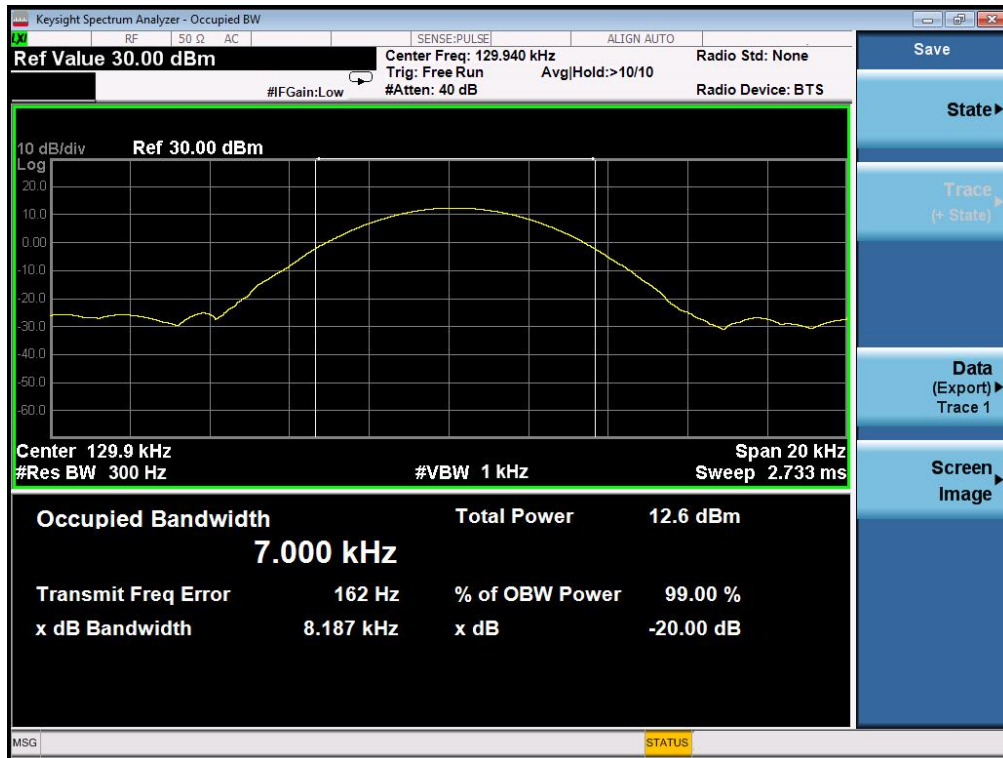 Keysight Spectrum Analyzer - Occupied BW
LXI RF 50 Ω AC SENSE:PULSE ALIGN AUTO
Ref Value 30.00 dBm
Center Freq: 129.940 kHz Radio Std: None
Trig: Free Run Avg|Hold:>10/10
#IFGain:Low #Atten: 40 dB Radio Device: BTS
10 dB/div Ref 30.00 dBm
Log
20.0
10.0
0.00
-10.0
-20.0
-30.0
-40.0
-50.0
-60.0
Center 129.9 kHz Span 20 kHz
#Res BW 300 Hz #VBW 1 kHz Sweep 2.733 ms
Occupied Bandwidth Total Power 12.6 dBm
7.000 kHz
Transmit Freq Error 162 Hz % of OBW Power 99.00 %
x dB Bandwidth 8.187 kHz x dB -20.00 dB
MSG STATUS
Save
State
Trace
(+ State)
Data
(Export)
Trace 1
Screen
Image